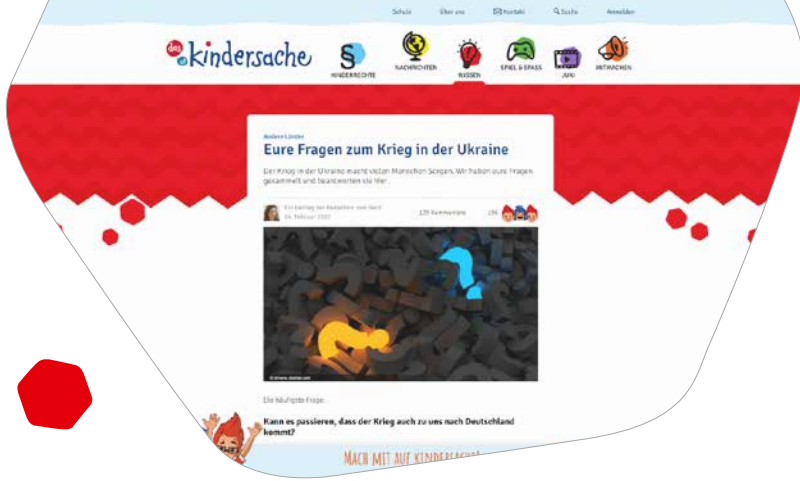 Schule Über uns Kontakt Suche Anmelden
das kindersache
KINDERRECHTE NACHRICHTEN WISSEN SPIEL & SPASS JUKI MITMACHEN
Andere Länder
Eure Fragen zum Krieg in der Ukraine
Der Krieg in der Ukraine macht vielen Menschen Sorgen. Wir haben eure Fragen
gesammelt und beantworten sie hier.
Ein Beitrag der Redaktion von
24. Februar 2022
Kommentare
Die häufigste Frage:
Kann es passieren, dass der Krieg auch zu uns nach Deutschland
kommt?
MACH MIT AUF KINDERSACHE!